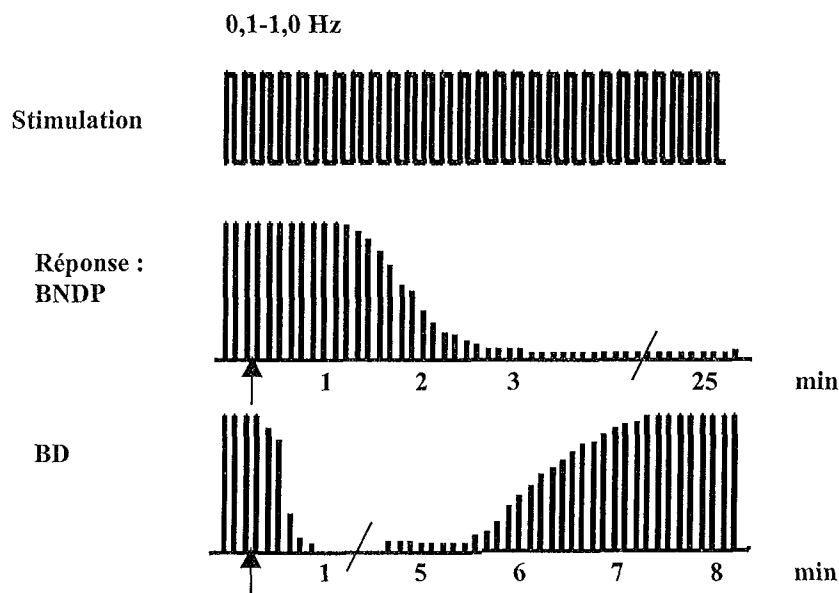 0,1-1,0 Hz
Stimulation
Réponse :
BNDP
1 2 3 25 min
BD
1 5 6 7 8 min